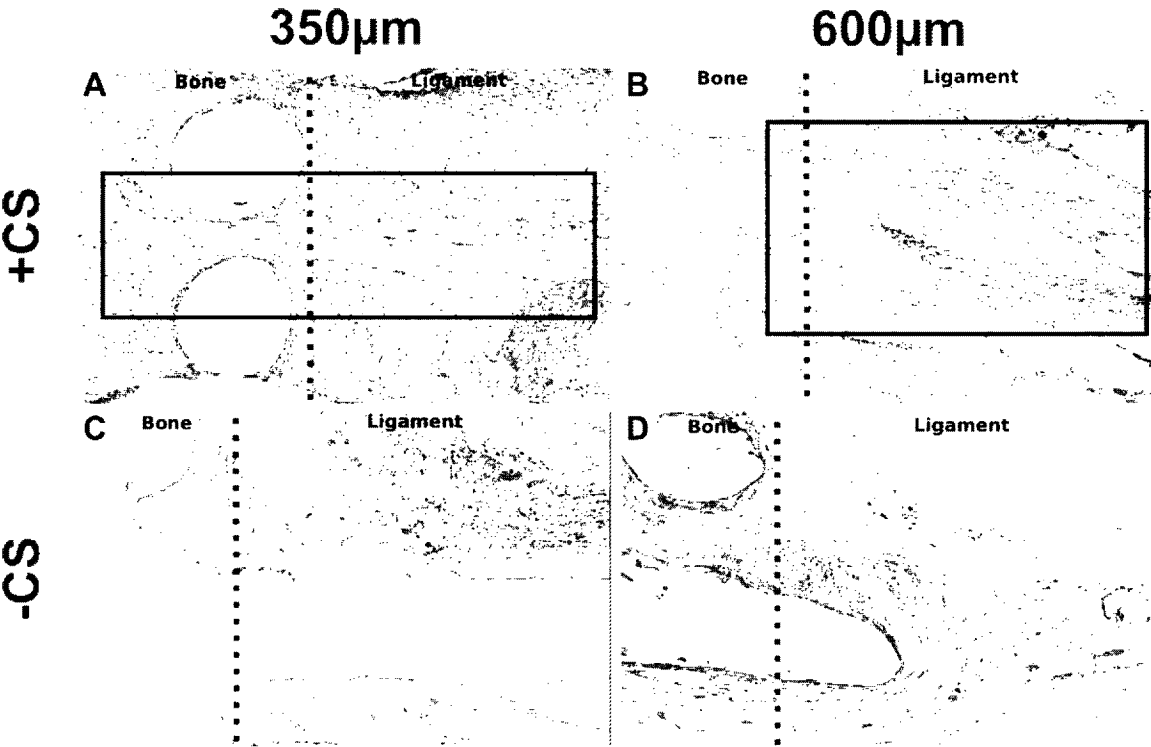 350μm
600μm
+CS
A
Bone
Ligament
B
Bone
Ligament
-CS
C
Bone
Ligament
D
Bone
Ligament